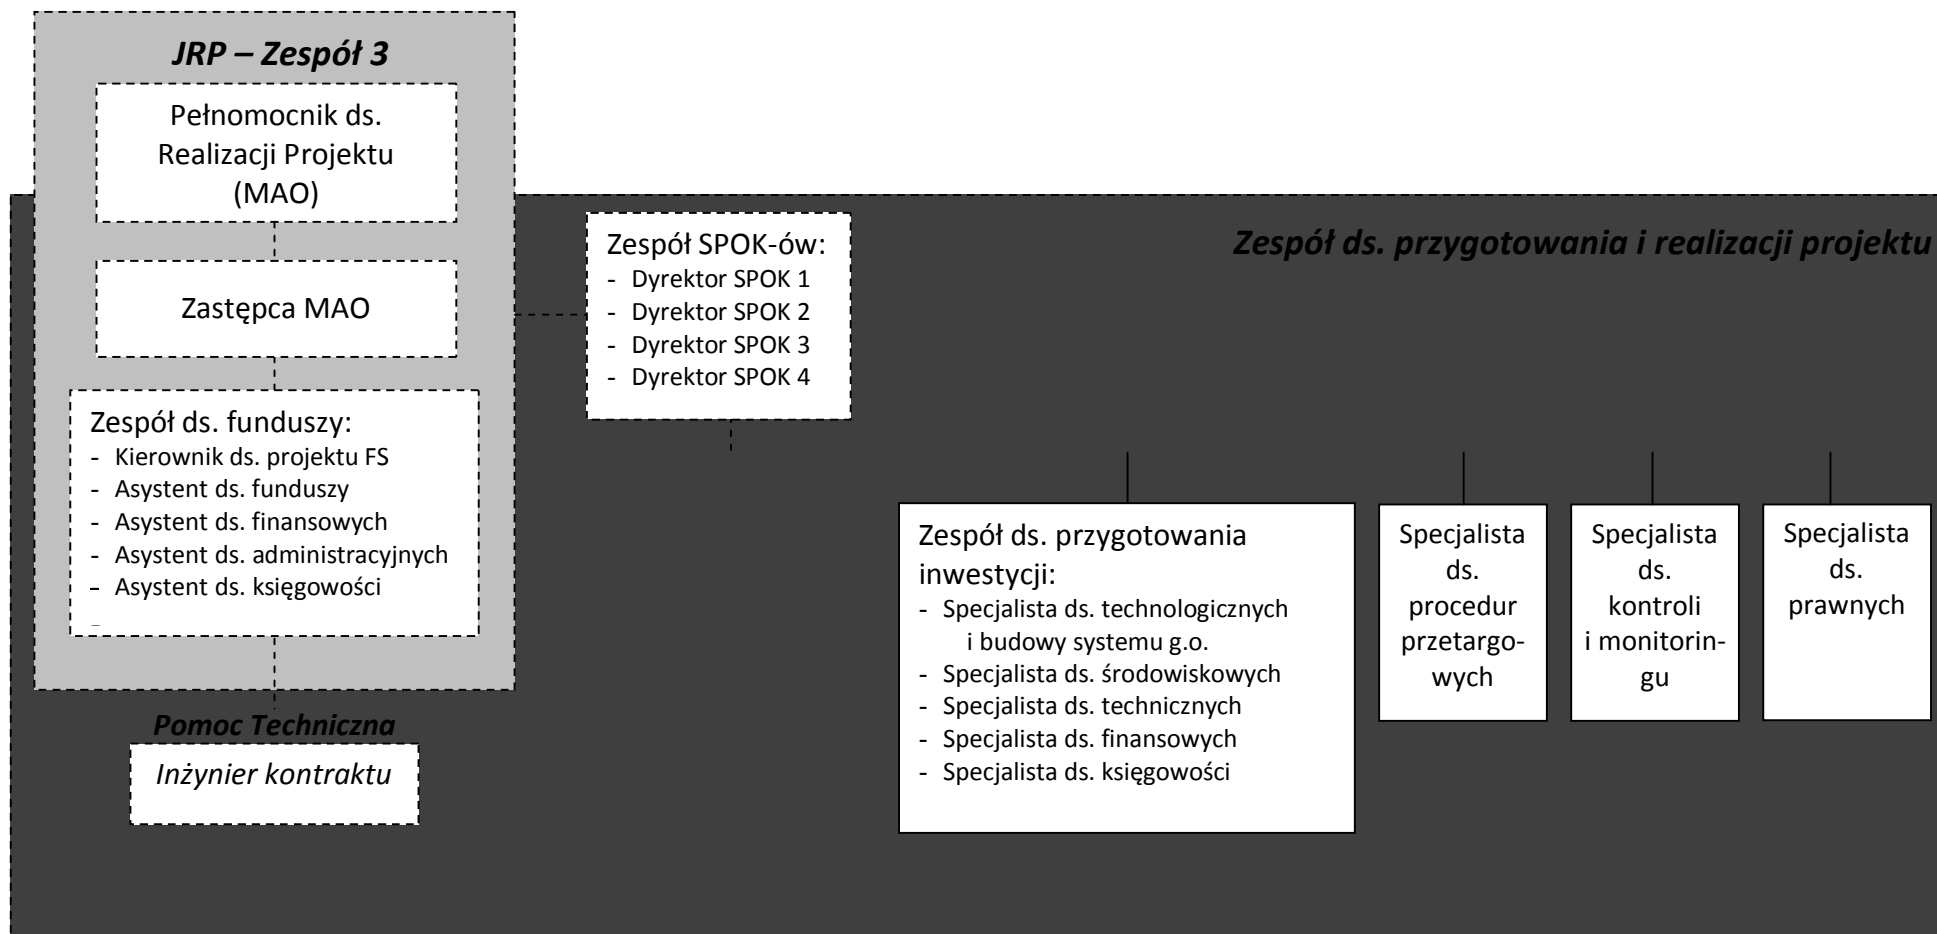 JRP – Zespół 3
Pełnomocnik ds.
Realizacji Projektu
(MAO)
Zastępca MAO
Zespół ds. funduszy:
- Kierownik ds. projektu FS
- Asystent ds. funduszy
- Asystent ds. finansowych
- Asystent ds. administracyjnych
- Asystent ds. księgowości
-
Pomoc Techniczna
Inżynier kontraktu
Zespół SPOK-ów:
- Dyrektor SPOK 1
- Dyrektor SPOK 2
- Dyrektor SPOK 3
- Dyrektor SPOK 4
Zespół ds. przygotowania i realizacji projektu
Zespół ds. przygotowania
inwestycji:
- Specjalista ds. technologicznych
i budowy systemu g.o.
- Specjalista ds. środowiskowych
- Specjalista ds. technicznych
- Specjalista ds. finansowych
- Specjalista ds. księgowości
Specjalista
ds.
procedur
przetargo-
wych
Specjalista
ds.
kontroli
i monitorin-
gu
Specjalista
ds.
prawnych